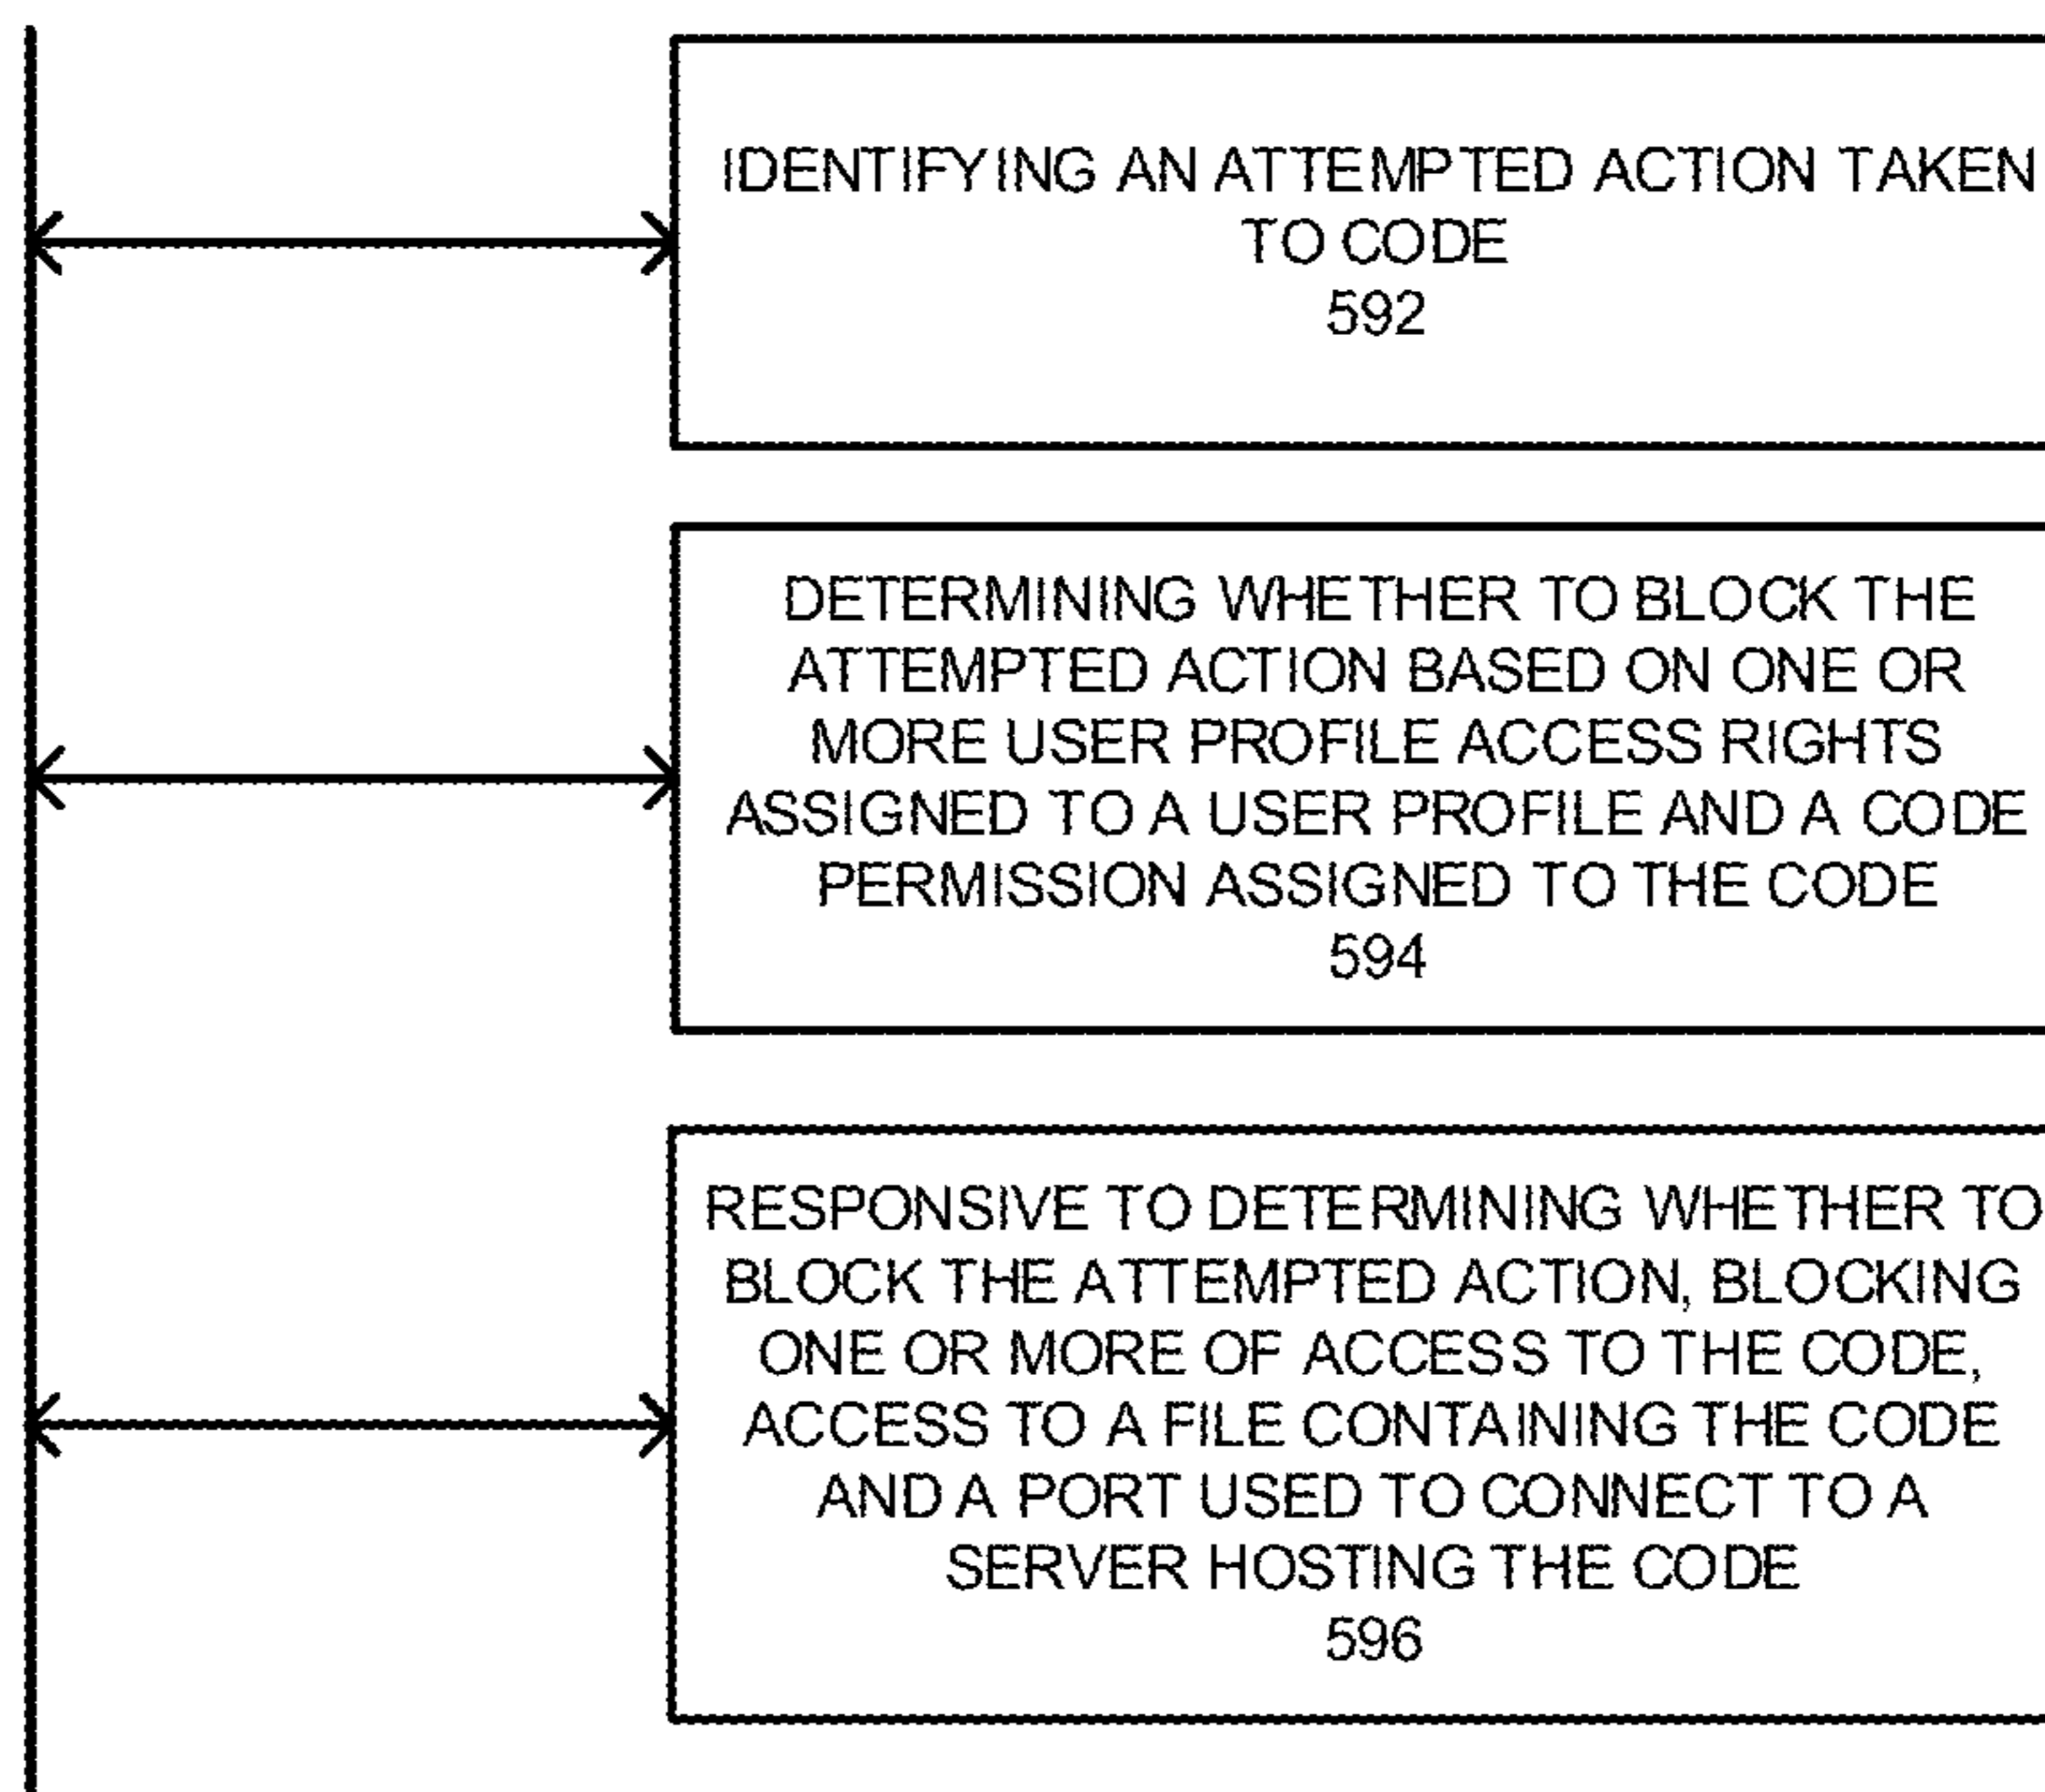 IDENTIFYING AN ATTEMPTED ACTION TAKEN
TO CODE
592
DETERMINING WHETHER TO BLOCK THE
ATTEMPTED ACTION BASED ON ONE OR
MORE USER PROFILE ACCESS RIGHTS
ASSIGNED TO A USER PROFILE AND A CODE
PERMISSION ASSIGNED TO THE CODE
594
RESPONSIVE TO DETERMINING WHETHER TO
BLOCK THE ATTEMPTED ACTION, BLOCKING
ONE OR MORE OF ACCESS TO THE CODE,
ACCESS TO A FILE CONTAINING THE CODE
AND A PORT USED TO CONNECT TO A
SERVER HOSTING THE CODE
596